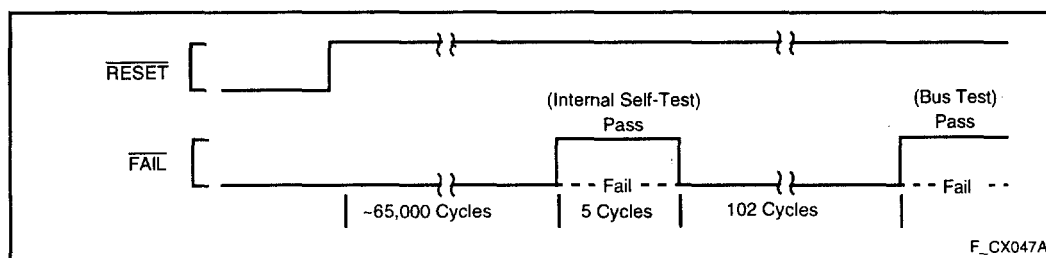 RESET
(Internal Self-Test)
Pass
(Bus Test)
Pass
FAIL
Fail
Fail
~65,000 Cycles
5 Cycles
102 Cycles
F_CX047A